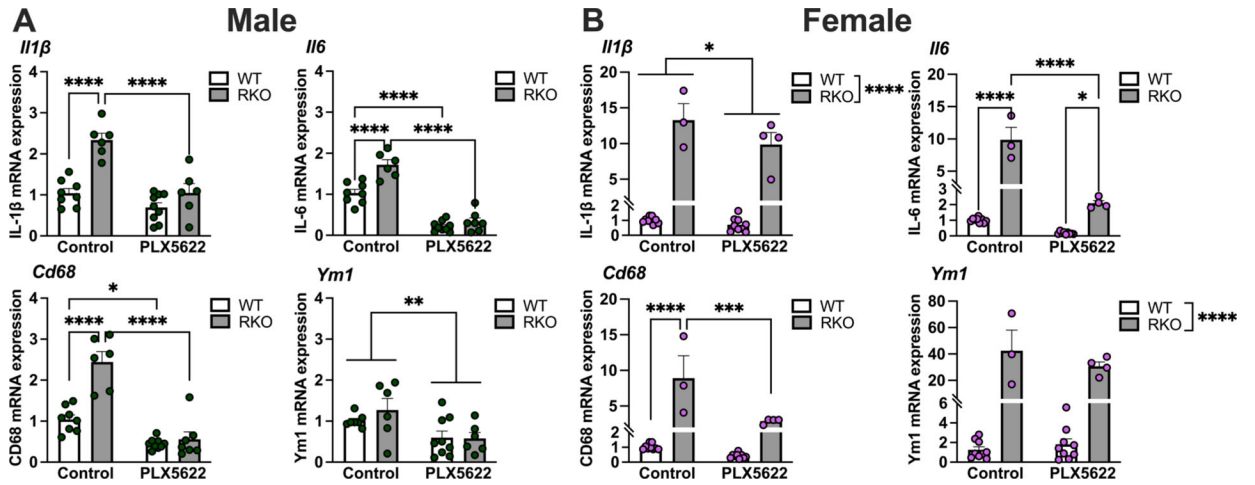 A Male
Il1β
IL-1β mRNA expression
4
3
2
1
0
****
****
WT
RKO
Control PLX5622
Il6
IL-6 mRNA expression
4
3
2
1
0
****
****
****
WT
RKO
Control PLX5622
Cd68
CD68 mRNA expression
4
3
2
1
0
*
****
****
WT
RKO
Control PLX5622
Ym1
Ym1 mRNA expression
4
3
2
1
0
**
WT
RKO
Control PLX5622
B Female
Il1β
IL-1β mRNA expression
20
15
10
5
2
1
0
*
WT
RKO
****
Control PLX5622
Il6
IL-6 mRNA expression
20
15
10
5
3
2
1
0
****
****
*
WT
RKO
Control PLX5622
Cd68
CD68 mRNA expression
20
15
10
5
2
1
0
****
***
WT
RKO
Control PLX5622
Ym1
Ym1 mRNA expression
80
60
40
20
6
4
2
0
WT
RKO
****
Control PLX5622